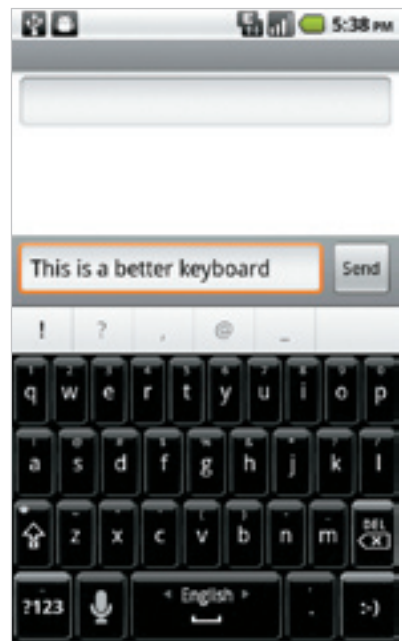 5:38 PM
This is a better keyboard
Send
! ? , @ _
q w e r t y u i o p
a s d f g h j k l
z x c v b n m DEL
?123 English . :-)